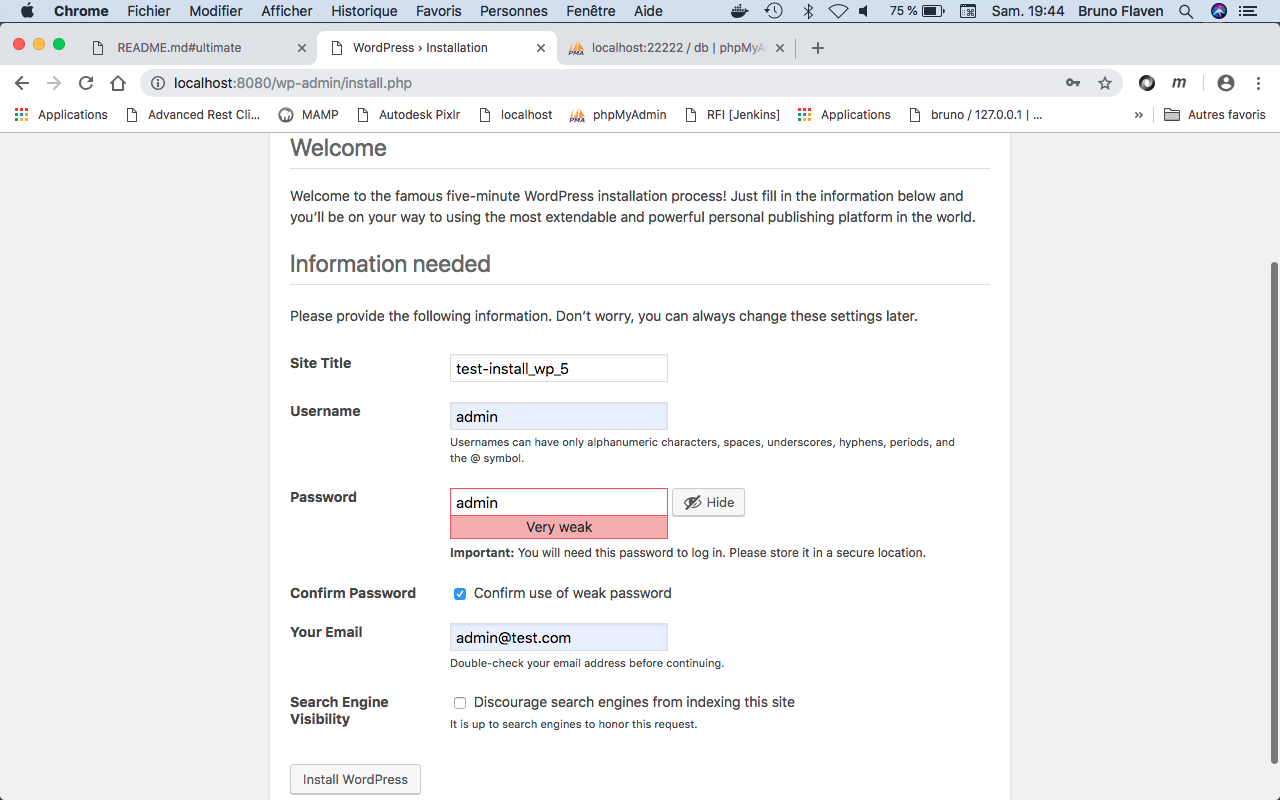 Chrome Fichier Modifier Afficher Historique Favoris Personnes Fenêtre Aide 75 % Sam. 19:44 Bruno Flaven
README.md#ultimate WordPress › Installation localhost:22222 / db | phpMyA
localhost:8080/wp-admin/install.php m
Applications Advanced Rest Cli... MAMP Autodesk Pixlr localhost PMA phpMyAdmin RFI [Jenkins] Applications bruno / 127.0.0.1 | ... » Autres favoris
Welcome
Welcome to the famous five-minute WordPress installation process! Just fill in the information below and
you’ll be on your way to using the most extendable and powerful personal publishing platform in the world.
Information needed
Please provide the following information. Don’t worry, you can always change these settings later.
Site Title test-install_wp_5
Username admin
Usernames can have only alphanumeric characters, spaces, underscores, hyphens, periods, and
the @ symbol.
Password admin Hide
Very weak
Important: You will need this password to log in. Please store it in a secure location.
Confirm Password Confirm use of weak password
Your Email admin@test.com
Double-check your email address before continuing.
Search Engine Discourage search engines from indexing this site
Visibility It is up to search engines to honor this request.
Install WordPress